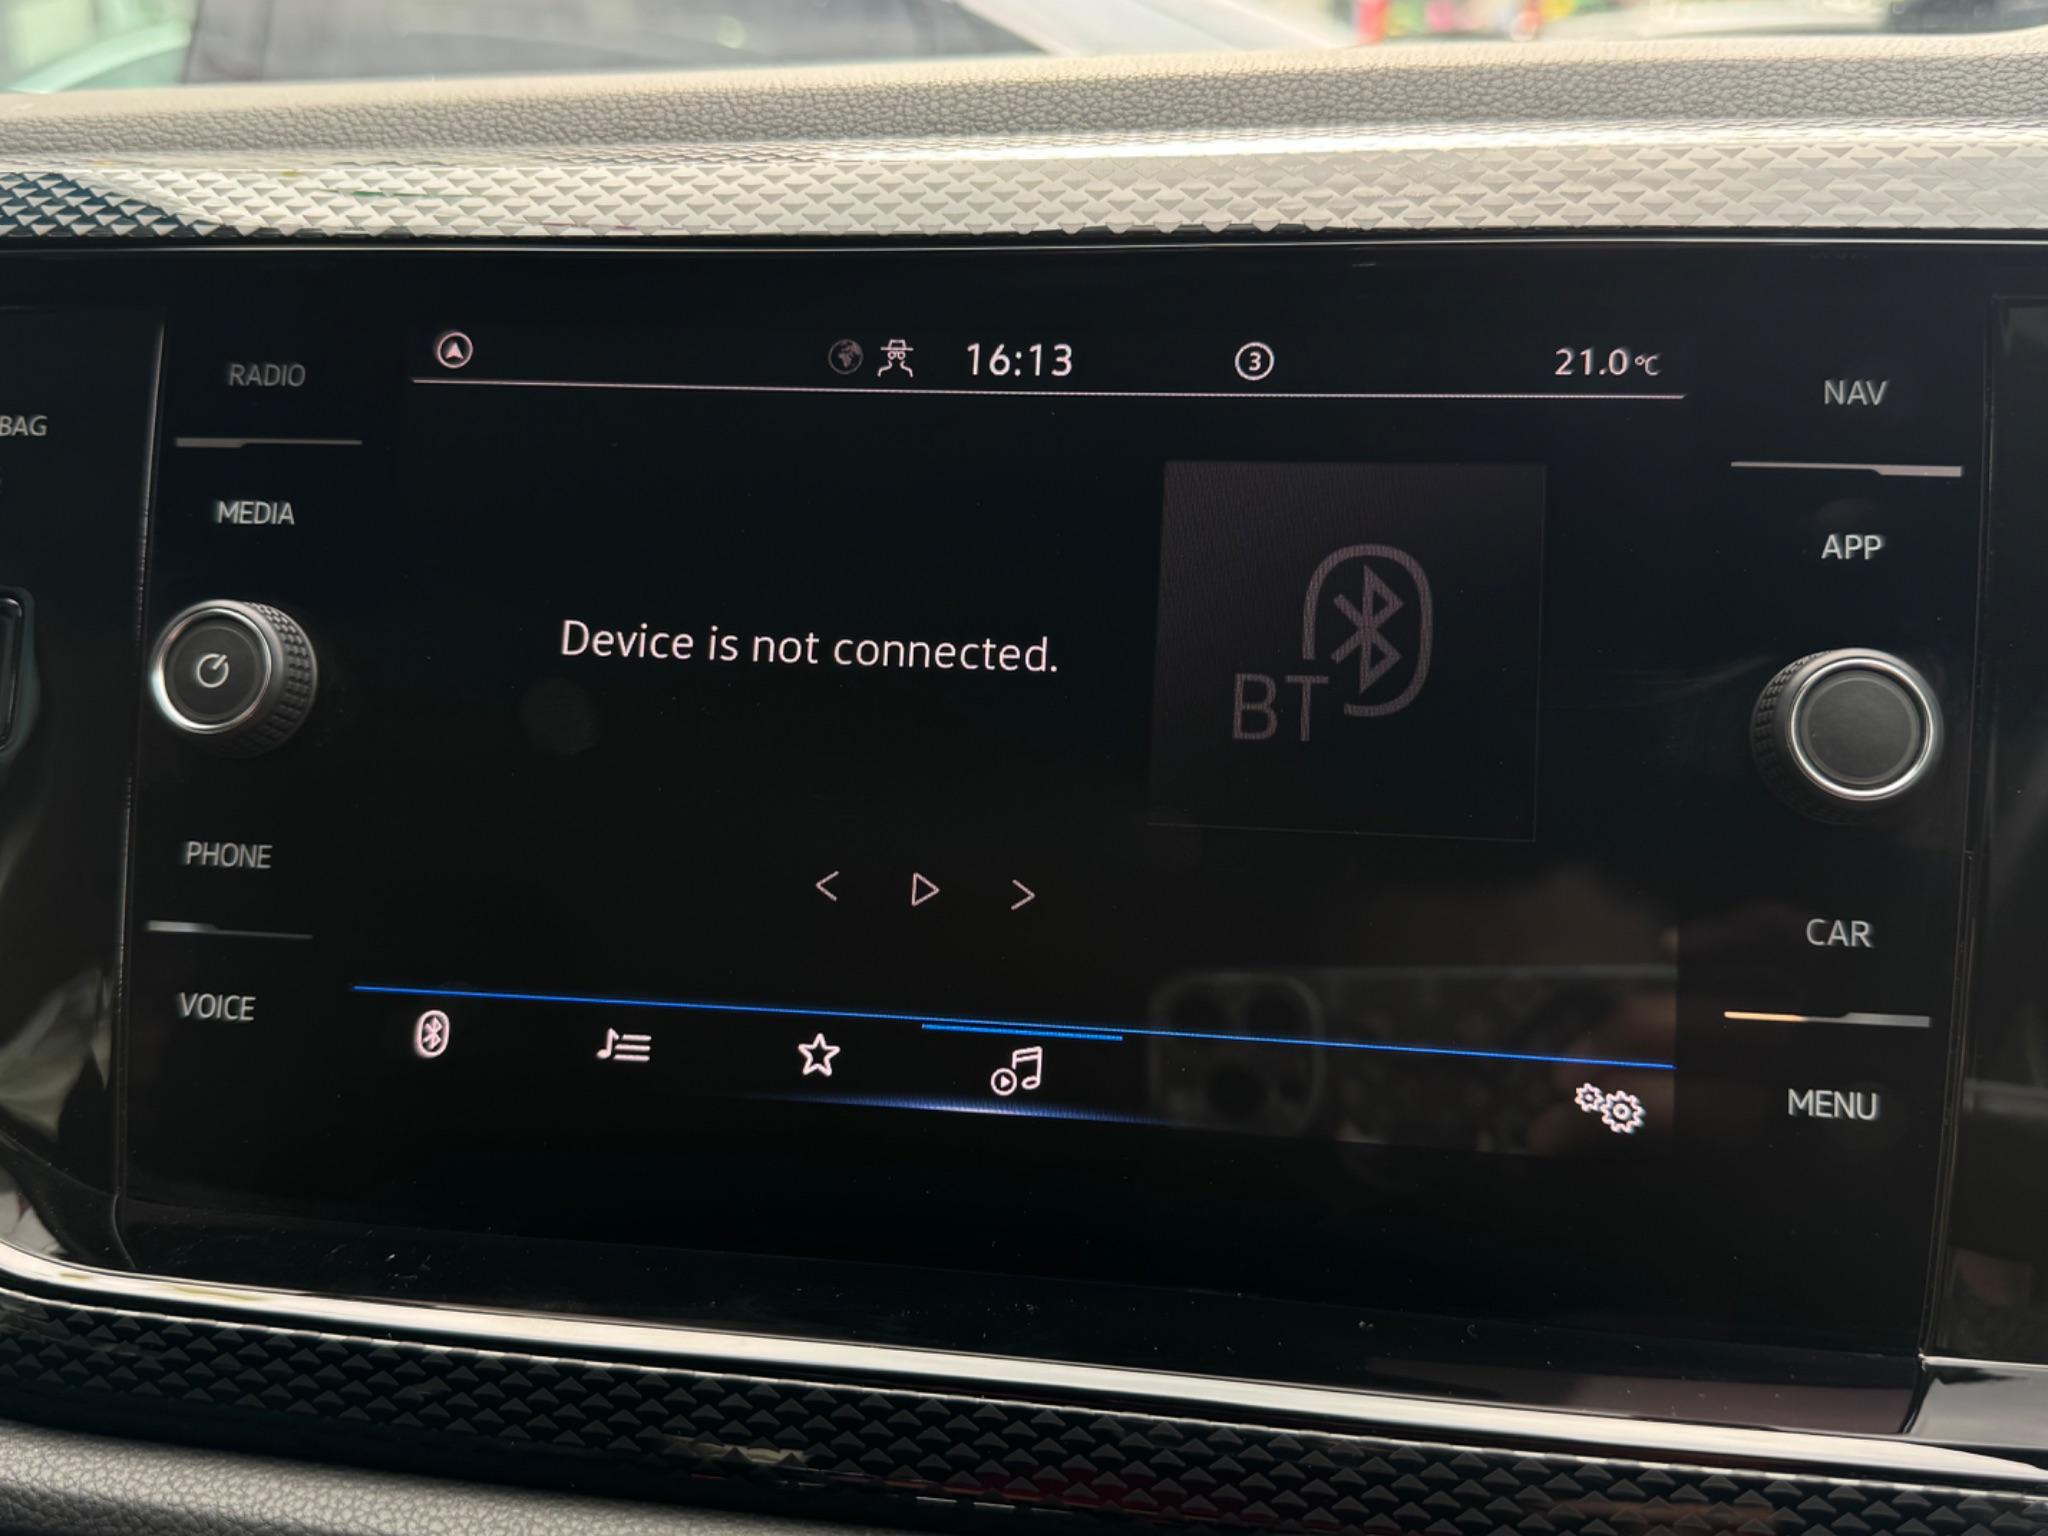 16:13
3
21.0 °C
RADIO
NAV
BAG
MEDIA
APP
Device is not connected.
BT
PHONE
CAR
VOICE
MENU